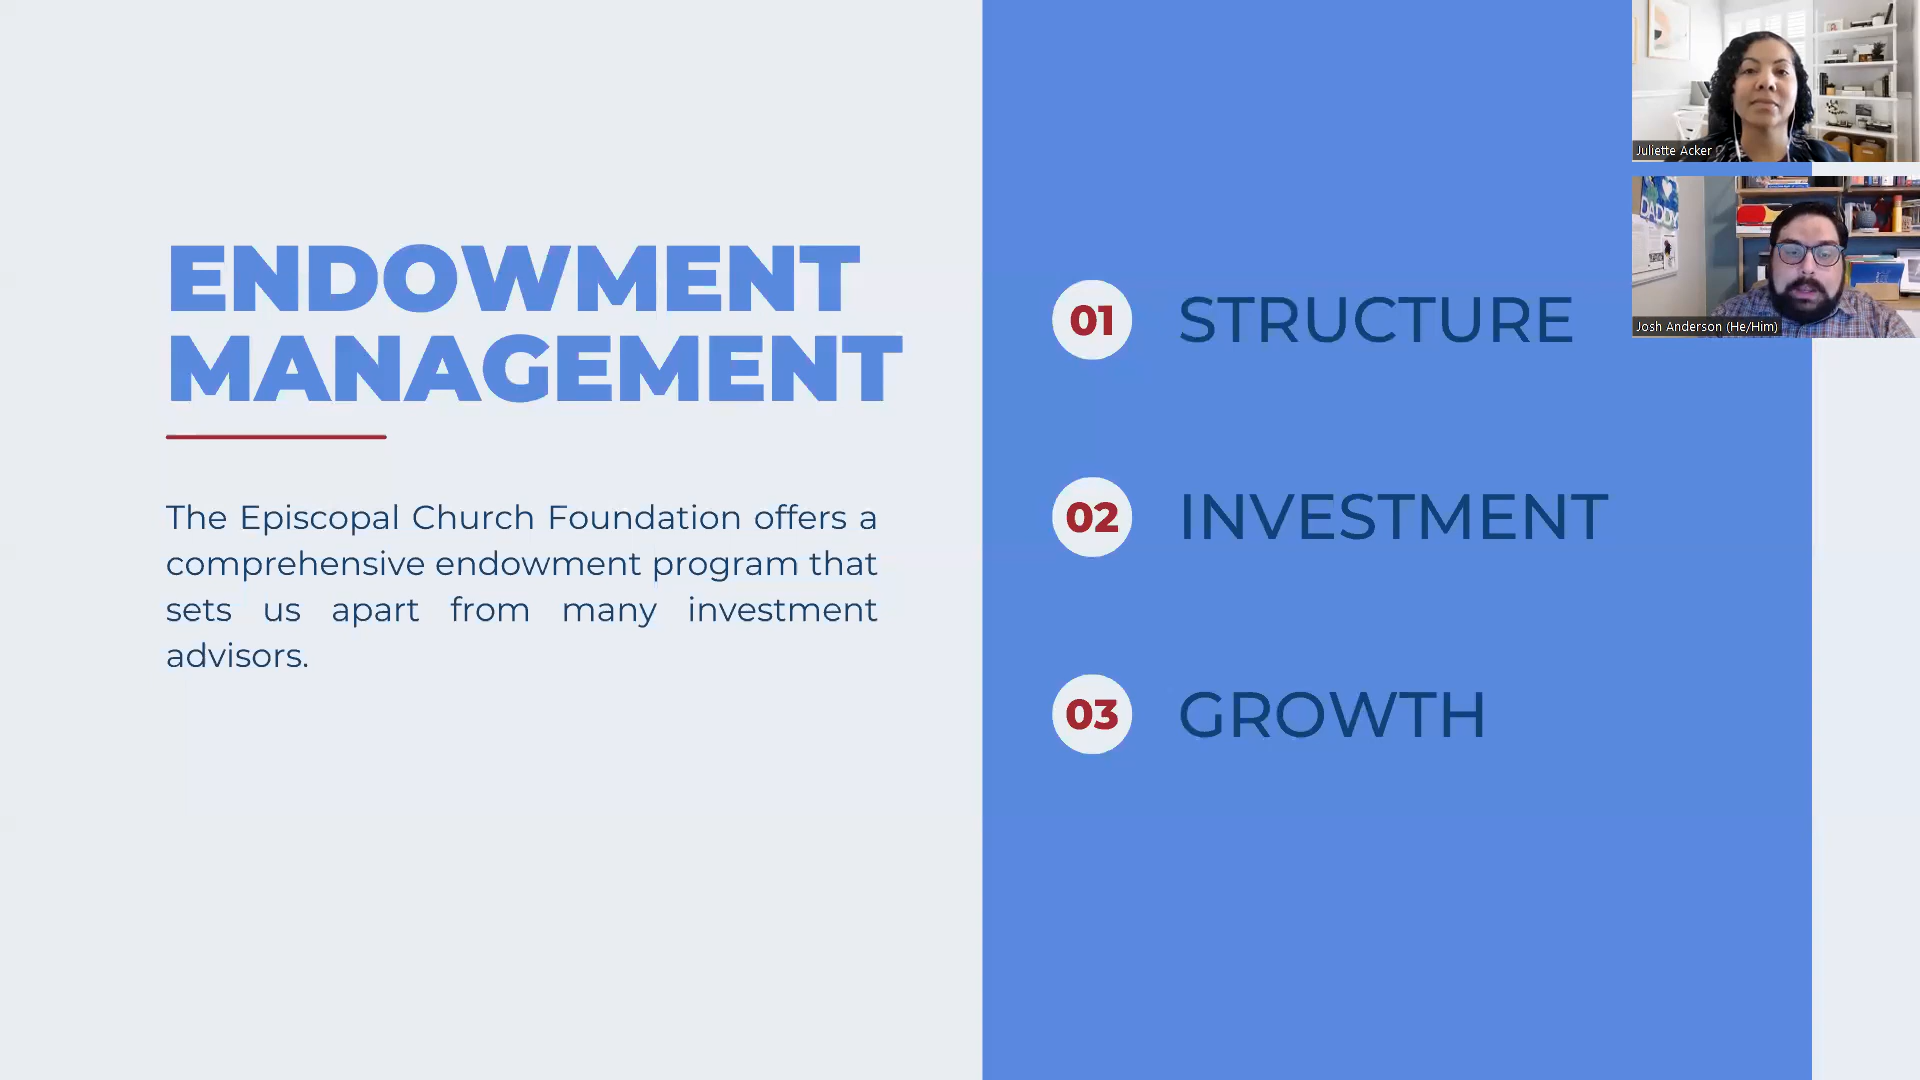 ENDOWMENT
MANAGEMENT
The Episcopal Church Foundation offers a
comprehensive endowment program that
sets us apart from many investment
advisors.
01 STRUCTURE
02 INVESTMENT
03 GROWTH
Juliette Acker
DADDY
Josh Anderson (He/Him)